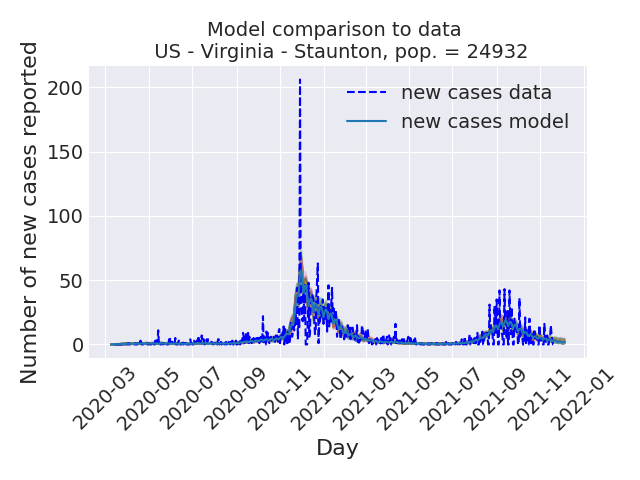 Model comparison to data
US - Virginia - Staunton, pop. = 24932
Number of new cases reported
200
150
100
50
0
new cases data
new cases model
2020-03
2020-05
2020-07
2020-09
2020-11
2021-01
2021-03
2021-05
2021-07
2021-09
2021-11
2022-01
Day